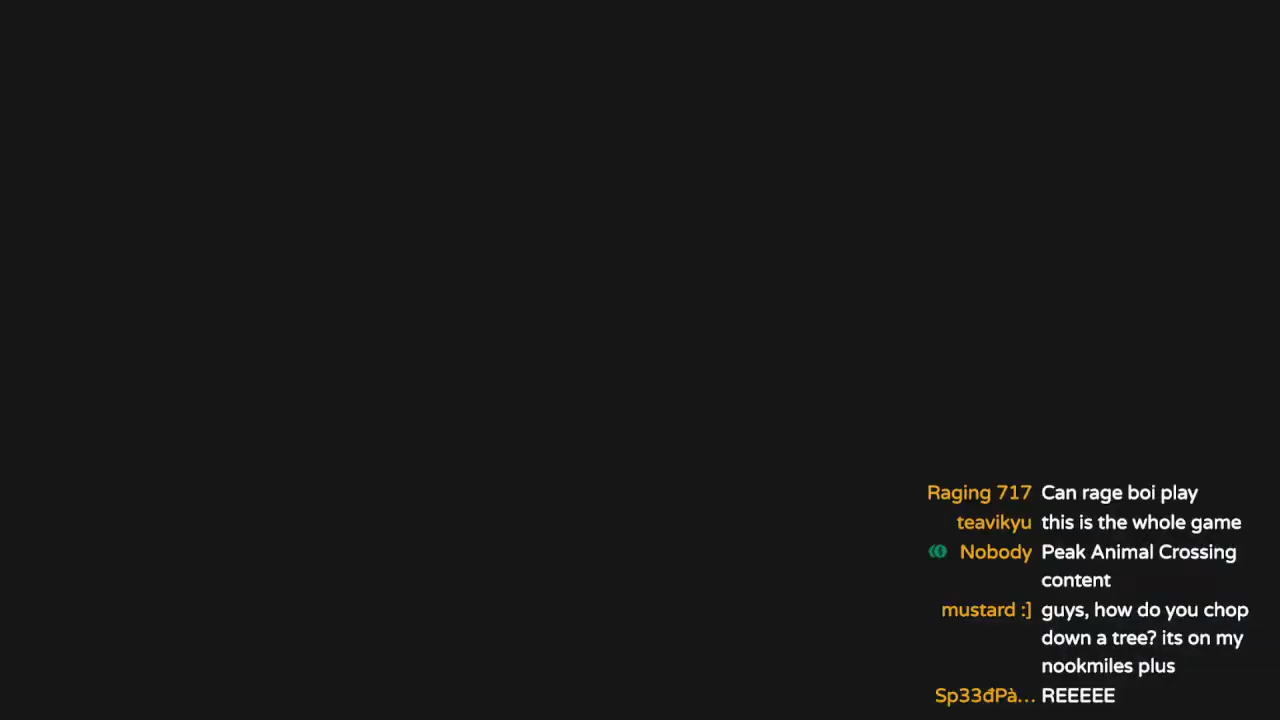 Raging 717 Can rage boi play
teavikyu this is the whole game
Nobody Peak Animal Crossing
content
mustard :] guys, how do you chop
down a tree? its on my
nookmiles plus
Sp33đPà... REEEEE